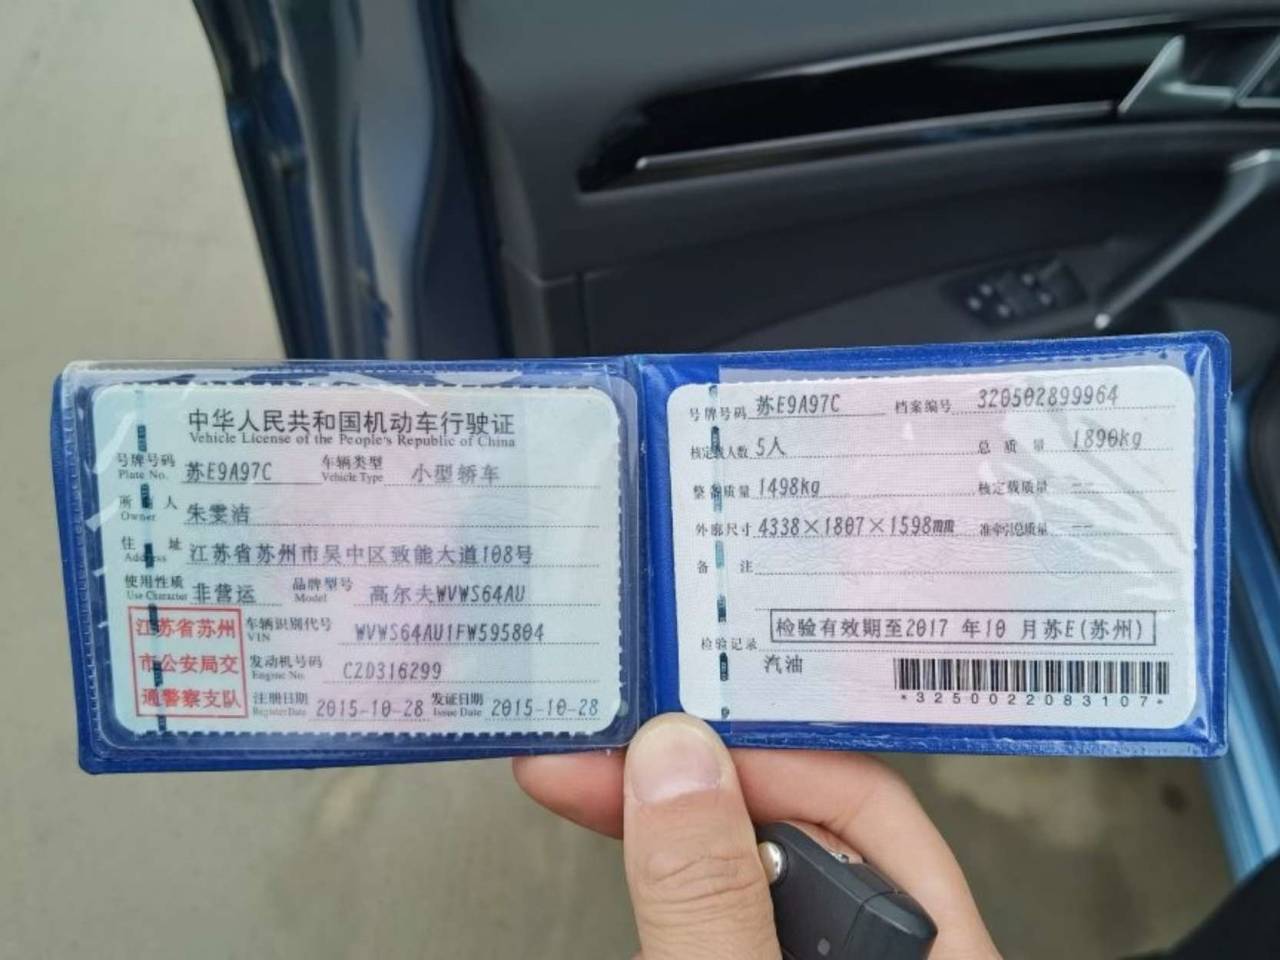 中华人民共和国机动车行驶证
Vehicle License of the People's Republic of China
号牌号码 苏E9A97C 车辆类型 小型轿车
Plate No. Vehicle Type
所有人 朱雯洁
Owner
住址 江苏省苏州市吴中区致能大道108号
Address
使用性质 非营运 品牌型号 高尔夫WVWS64AU
Use Character Model
江苏省苏州
市公安局交
通警察支队
车辆识别代号 WVWS64AU1FW595804
VIN
发动机号码 CZD316299
Engine No.
注册日期 2015-10-28 发证日期 2015-10-28
Register Date Issue Date
号牌号码 苏E9A97C 档案编号 320502899964
核定载人数 5人 总质量 1890kg
整备质量 1498kg 核定载质量 --
外廓尺寸 4338×1807×1598mm 准牵引总质量 --
备注
检验记录 检验有效期至2017 年10 月苏E(苏州)
汽油
*3250022083107*